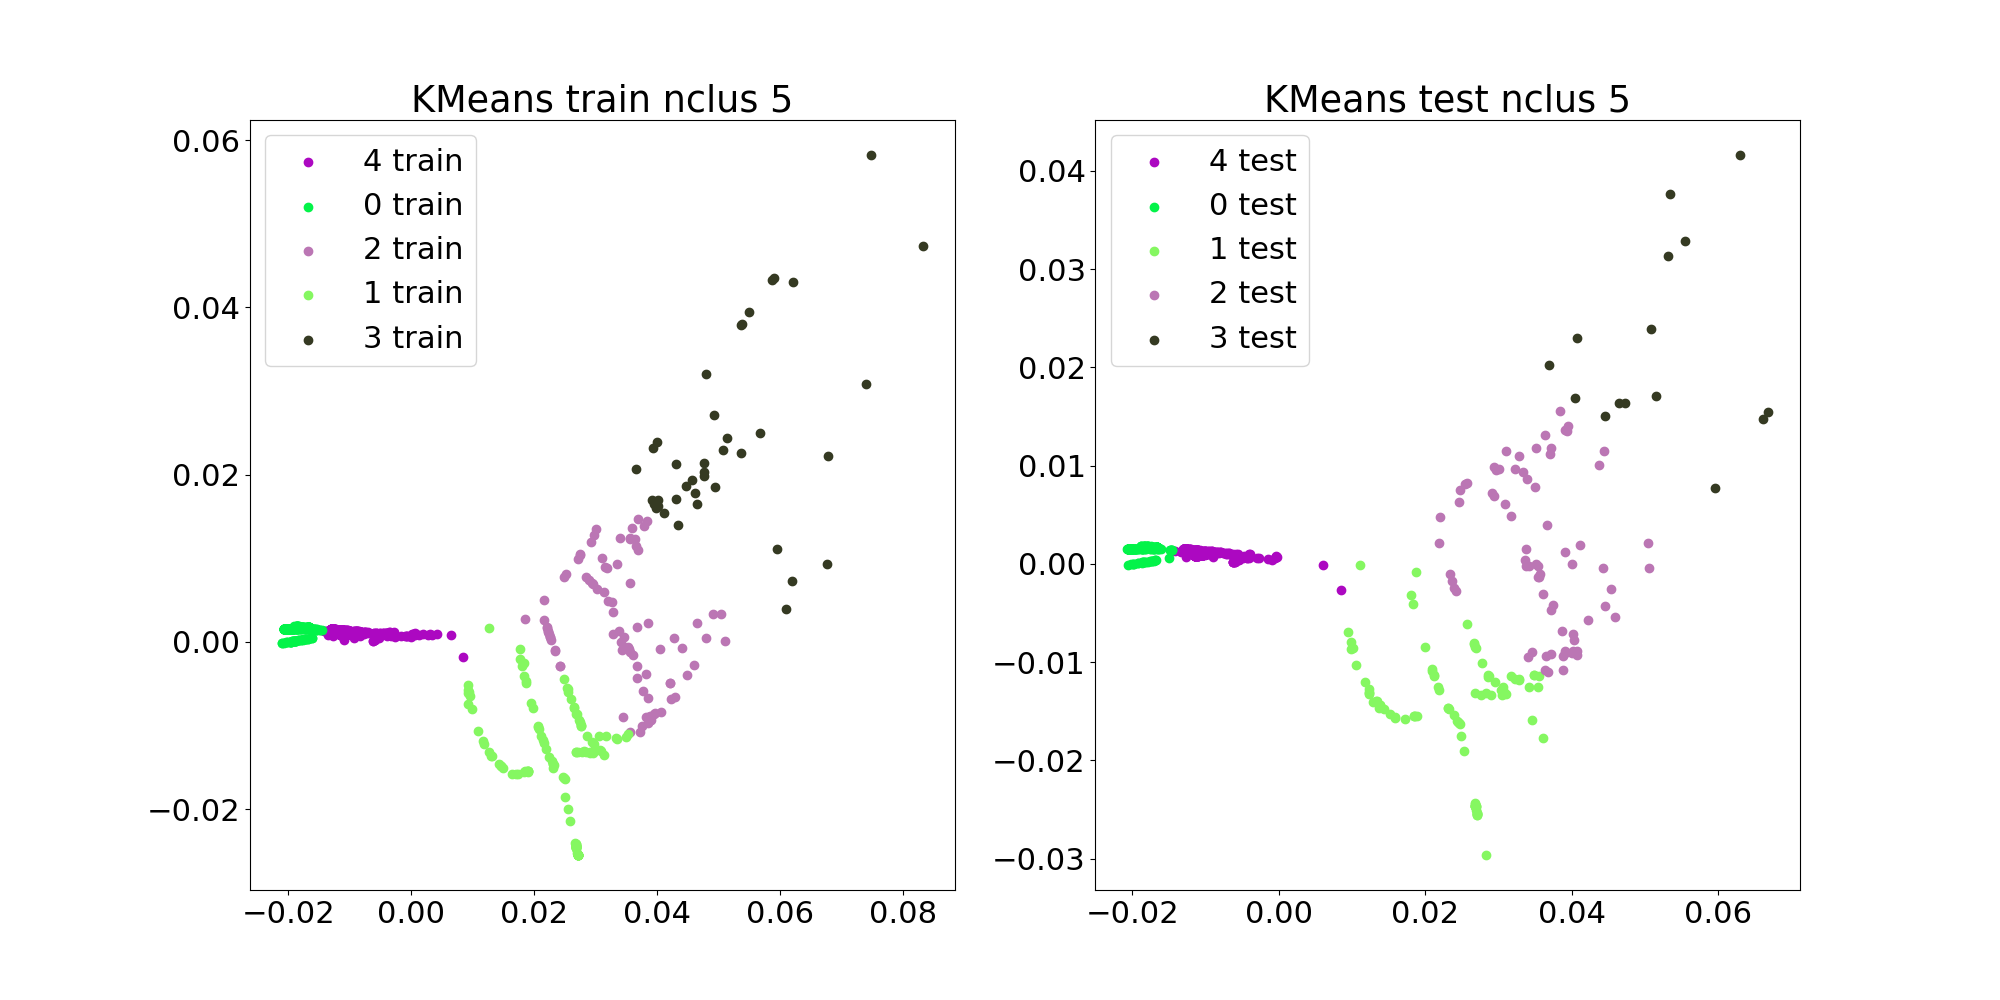 KMeans train nclus 5
4 train
0 train
2 train
1 train
3 train
0.06
0.04
0.02
0.00
−0.02
−0.02 0.00 0.02 0.04 0.06 0.08
KMeans test nclus 5
4 test
0 test
1 test
2 test
3 test
0.04
0.03
0.02
0.01
0.00
−0.01
−0.02
−0.03
−0.02 0.00 0.02 0.04 0.06